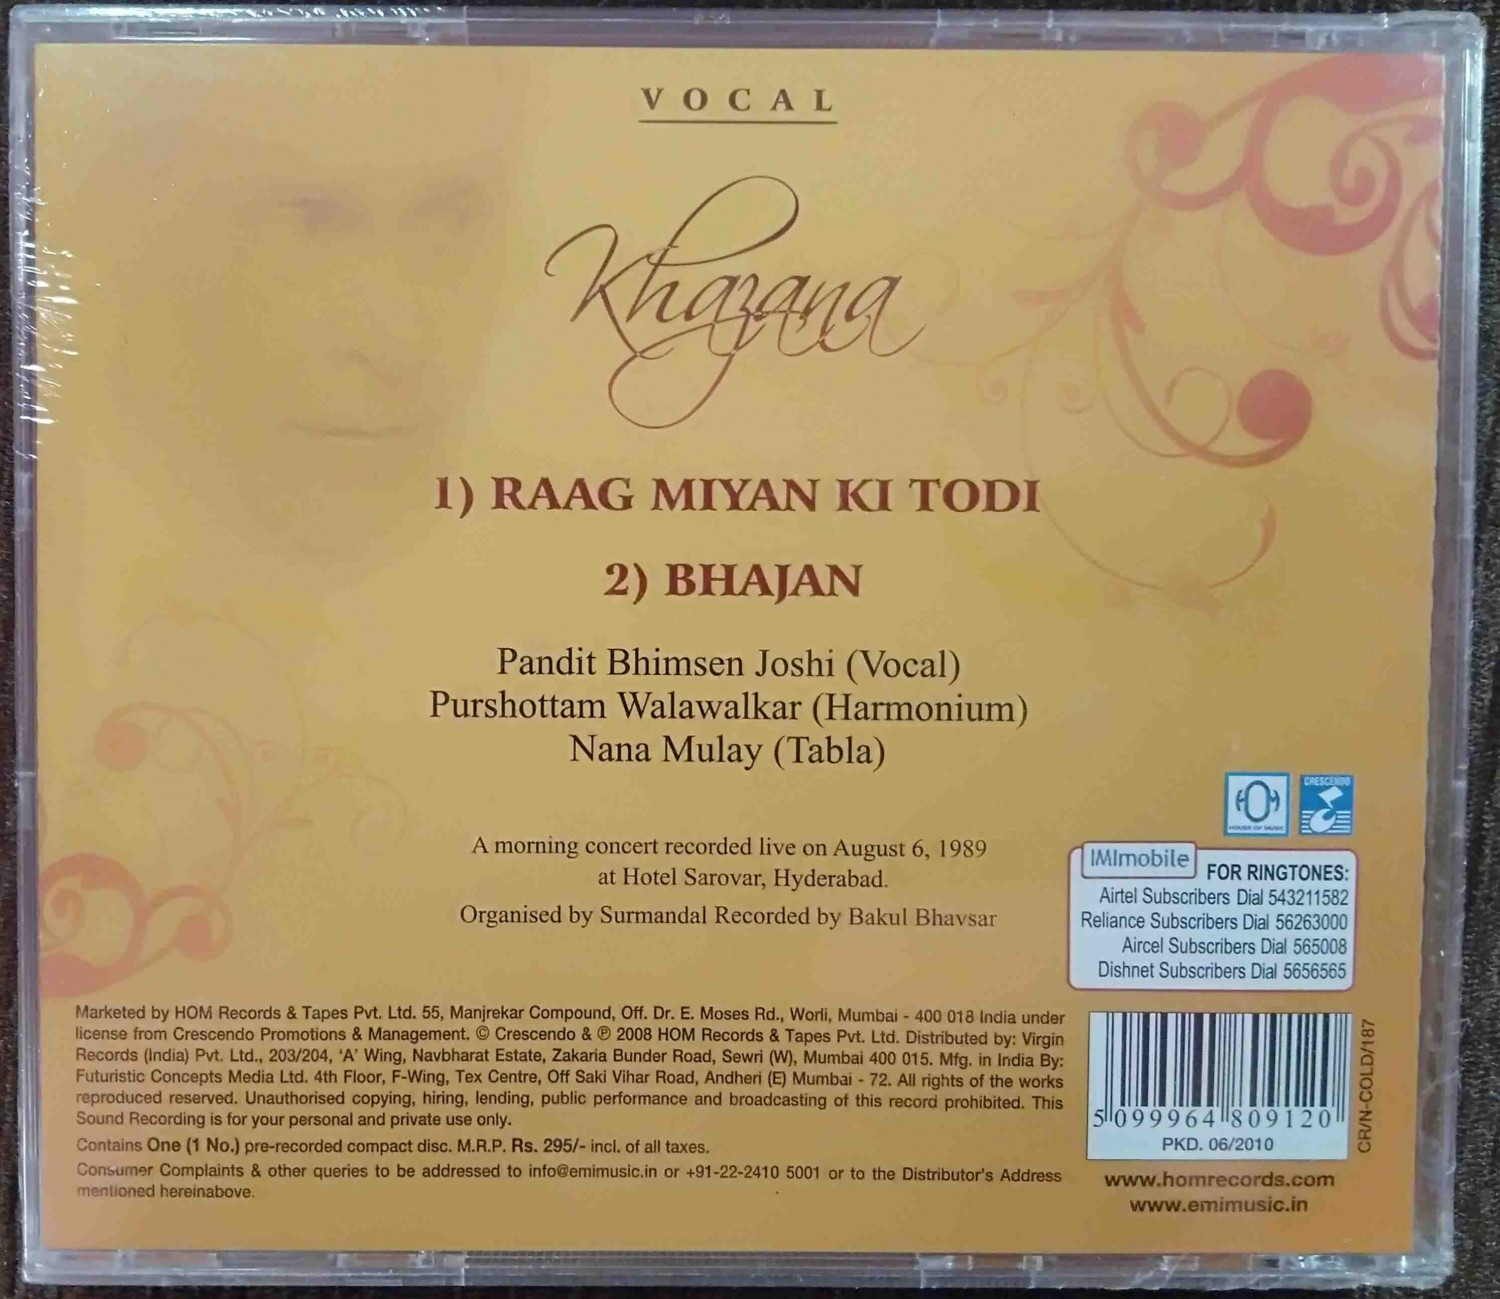 VOCAL
Khazana
1) RAAG MIYAN KI TODI
2) BHAJAN
Pandit Bhimsen Joshi (Vocal)
Purshottam Walawalkar (Harmonium)
Nana Mulay (Tabla)
A morning concert recorded live on August 6, 1989
at Hotel Sarovar, Hyderabad.
Organised by Surmandal Recorded by Bakul Bhavsar
HOM
HOUSE OF MUSIC
CRESCENDO
IMImobile
FOR RINGTONES:
Airtel Subscribers Dial 543211582
Reliance Subscribers Dial 56263000
Aircel Subscribers Dial 565008
Dishnet Subscribers Dial 5656565
Marketed by HOM Records & Tapes Pvt. Ltd. 55, Manjrekar Compound, Off. Dr. E. Moses Rd., Worli, Mumbai - 400 018 India under
license from Crescendo Promotions & Management. © Crescendo & ℗ 2008 HOM Records & Tapes Pvt. Ltd. Distributed by: Virgin
Records (India) Pvt. Ltd., 203/204, ‘A’ Wing, Navbharat Estate, Zakaria Bunder Road, Sewri (W), Mumbai 400 015. Mfg. in India By:
Futuristic Concepts Media Ltd. 4th Floor, F-Wing, Tex Centre, Off Saki Vihar Road, Andheri (E) Mumbai - 72. All rights of the works
reproduced reserved. Unauthorised copying, hiring, lending, public performance and broadcasting of this record prohibited. This
Sound Recording is for your personal and private use only.
Contains One (1 No.) pre-recorded compact disc. M.R.P. Rs. 295/- incl. of all taxes.
Consumer Complaints & other queries to be addressed to info@emimusic.in or +91-22-2410 5001 or to the Distributor's Address
mentioned hereinabove.
5 099964 809120
PKD. 06/2010
CR/N-COLD/187
www.homrecords.com
www.emimusic.in